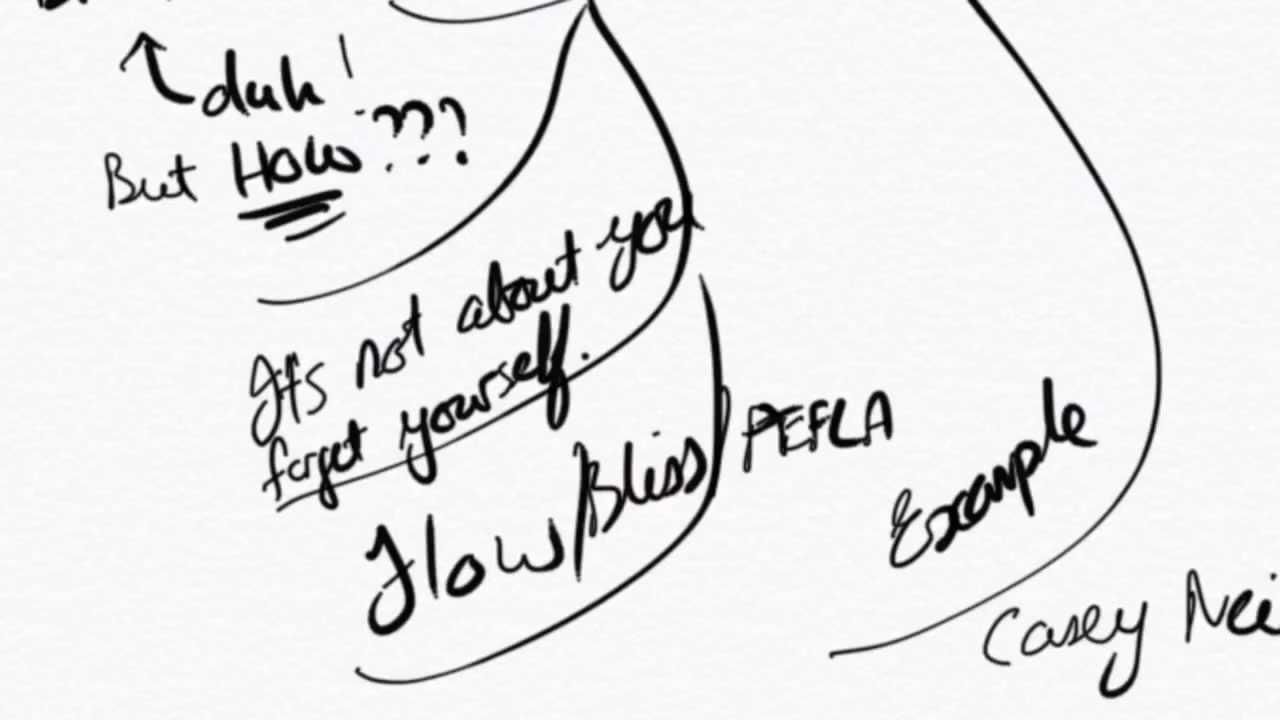 duh!
But How ???
It's not about you
forget yourself.
Flow/Bliss/PEFLA
Example
Casey Nei